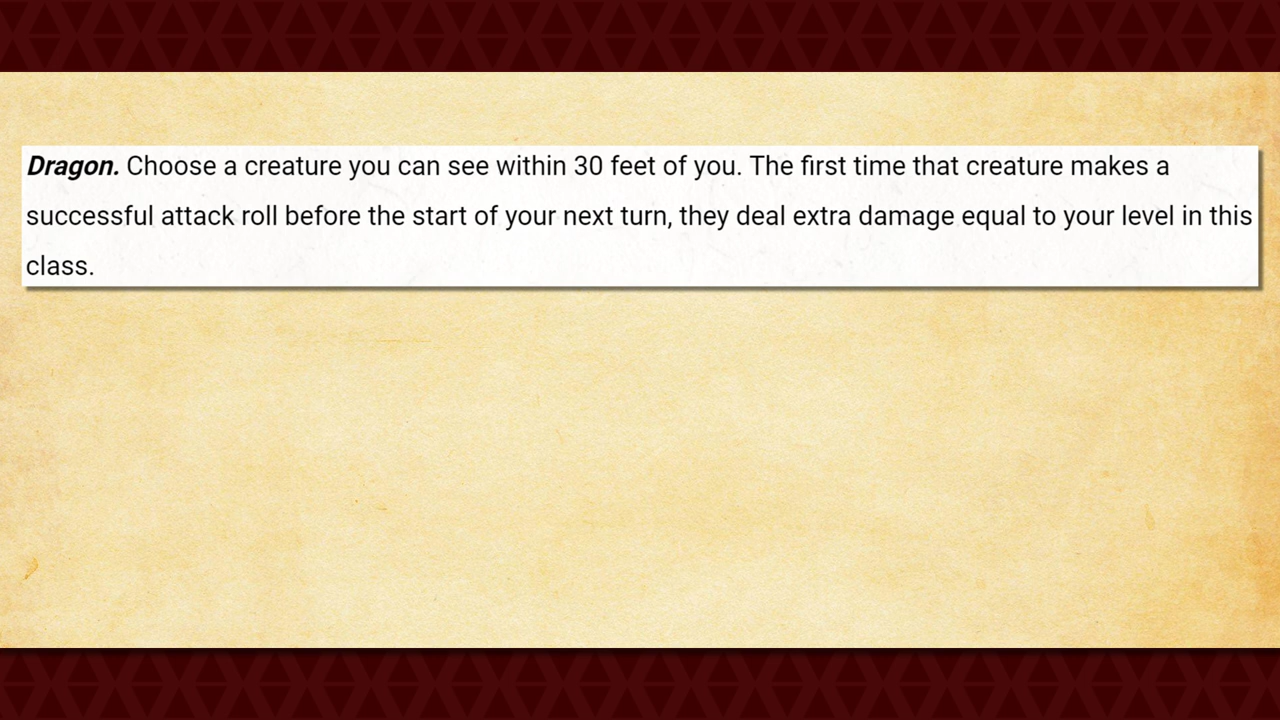 Dragon. Choose a creature you can see within 30 feet of you. The first time that creature makes a
successful attack roll before the start of your next turn, they deal extra damage equal to your level in this
class.